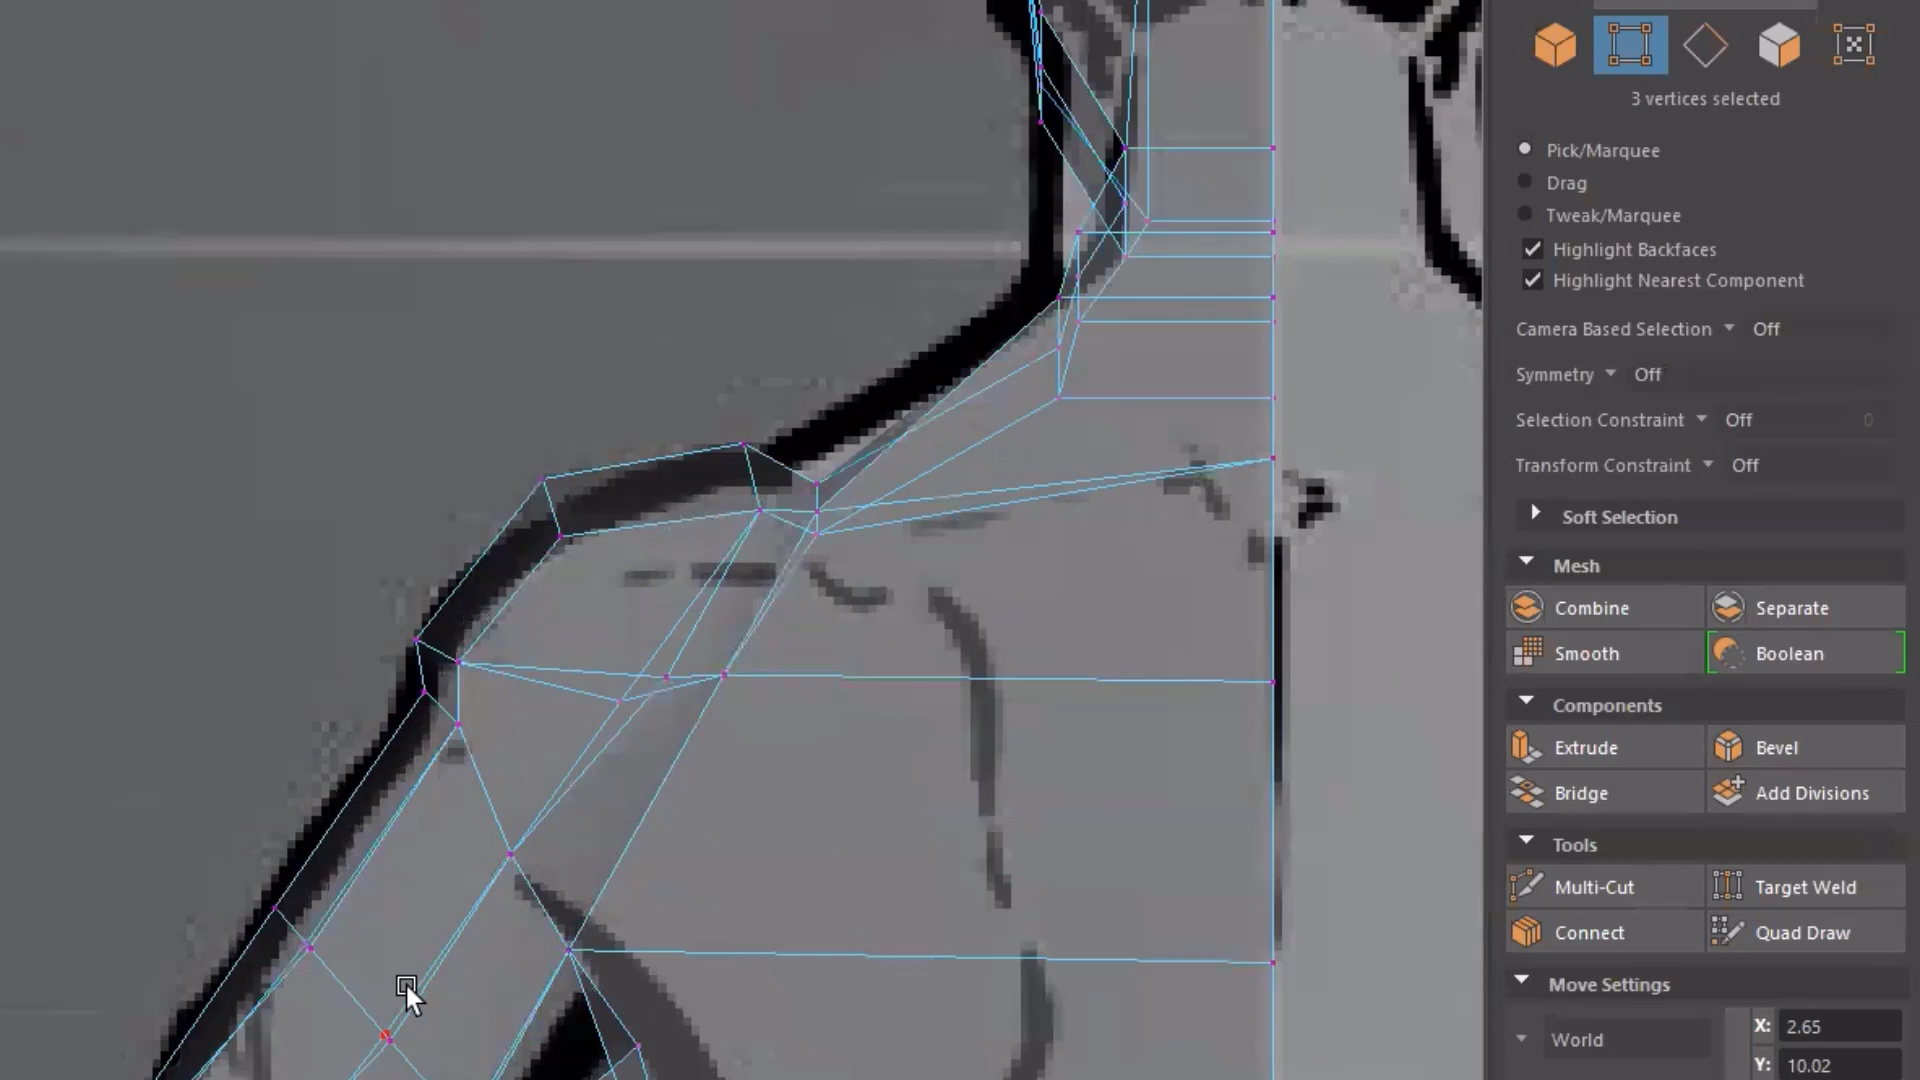 3 vertices selected
Pick/Marquee
Drag
Tweak/Marquee
Highlight Backfaces
Highlight Nearest Component
Camera Based Selection Off
Symmetry Off
Selection Constraint Off 0
Transform Constraint Off
Soft Selection
Mesh
Combine Separate
Smooth Boolean
Components
Extrude Bevel
Bridge Add Divisions
Tools
Multi-Cut Target Weld
Connect Quad Draw
Move Settings
World X: 2.65
Y: 10.02